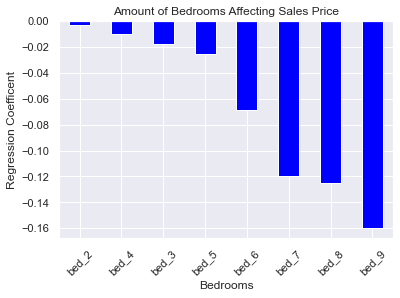 Amount of Bedrooms Affecting Sales Price
0.00
−0.02
−0.04
−0.06
−0.08
−0.10
−0.12
−0.14
−0.16
Regression Coefficent
bed_2
bed_4
bed_3
bed_5
bed_6
bed_7
bed_8
bed_9
Bedrooms